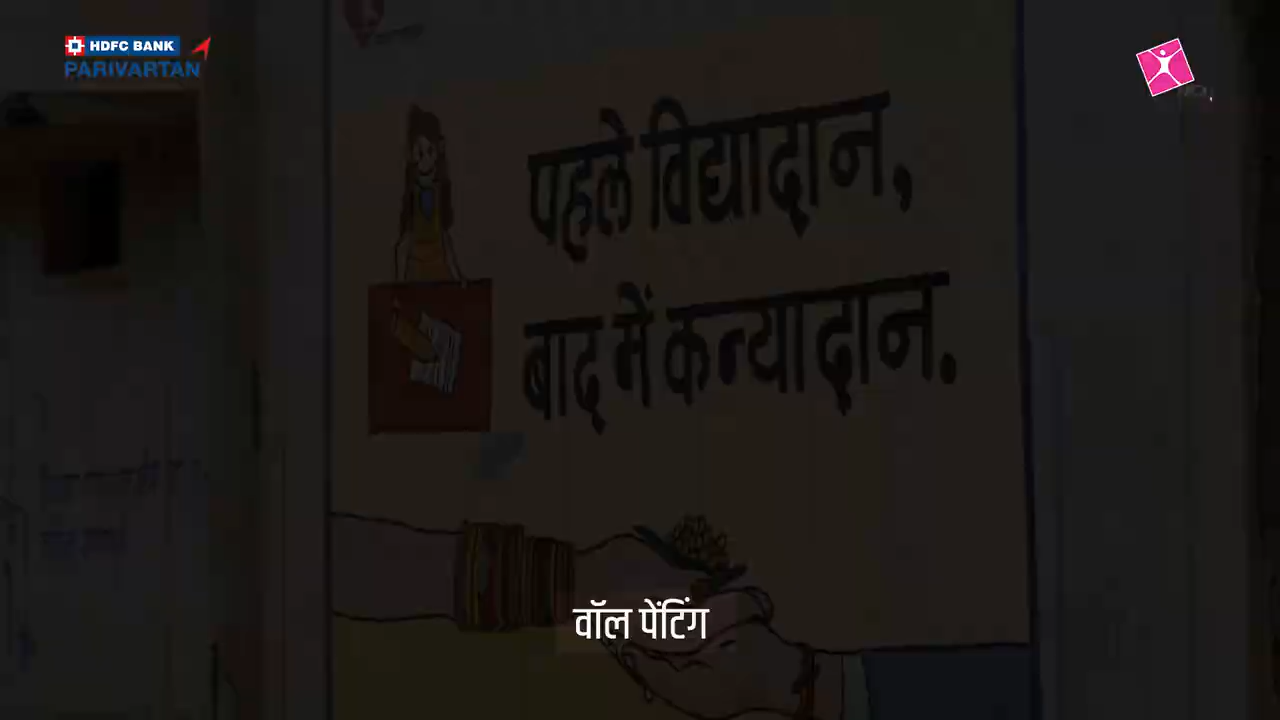 HDFC BANK
PARIVARTAN
पहले विद्यादान,
बाद में कन्यादान.
वॉल पेंटिंग